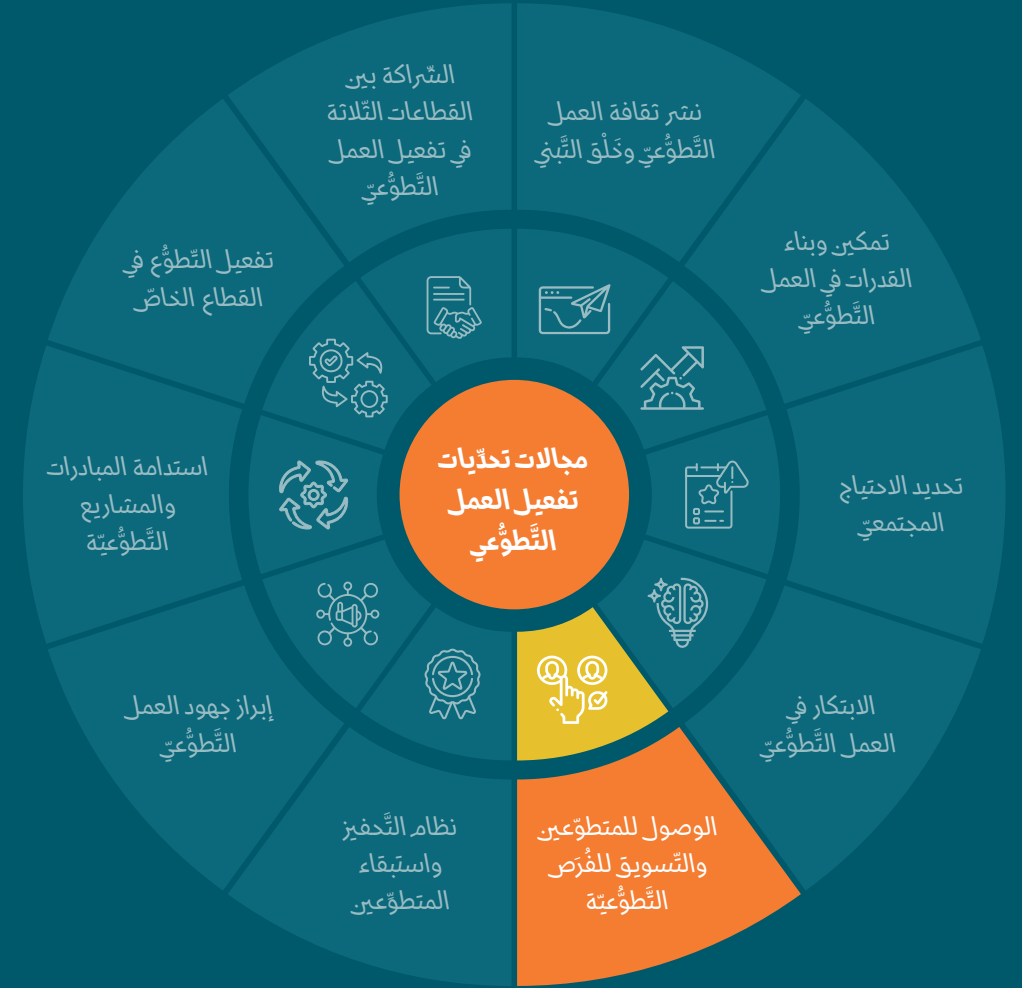 مجالات تحدِّيات
تفعيل العمل
التَّطوُّعي
نشر ثقافة العمل
التَّطوُّعيّ وخَلْق التَّبني
تمكين وبناء
القدرات في العمل
التَّطوُّعيّ
تحديد الاحتياج
المجتمعيّ
الابتكار في
العمل التَّطوُّعيّ
الوصول للمتطوّعين
والتّسويق للفُرَص
التَّطوُّعيّة
نظام التَّحفيز
واستبقاء
المتطوّعين
إبراز جهود العمل
التَّطوُّعيّ
استدامة المبادرات
والمشاريع
التَّطوُّعيّة
تفعيل التّطوُّع في
القطاع الخاصّ
الشّراكة بين
القطاعات الثّلاثة
في تفعيل العمل
التَّطوُّعيّ